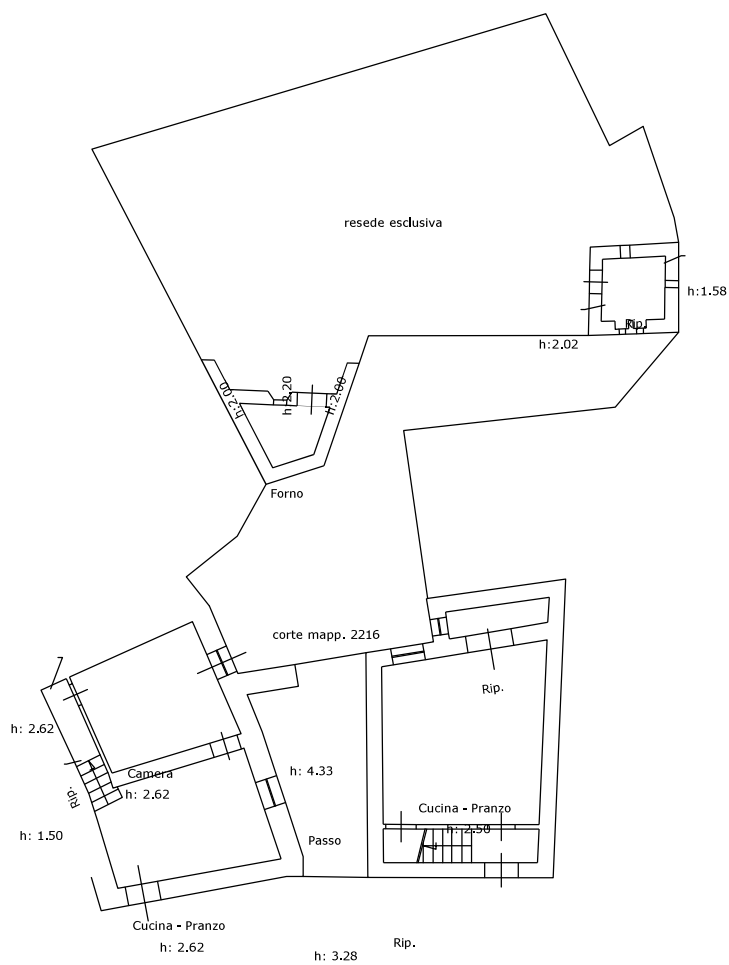 resede esclusiva
h:1.58
Rip.
h:2.02
h:2.00
h: 2.20
h:2.00
Forno
corte mapp. 2216
Rip.
h: 2.62
Camera
h: 2.62
h: 4.33
Rip.
Cucina - Pranzo
h: 2.50
h: 1.50
Passo
Cucina - Pranzo
h: 2.62
Rip.
h: 3.28